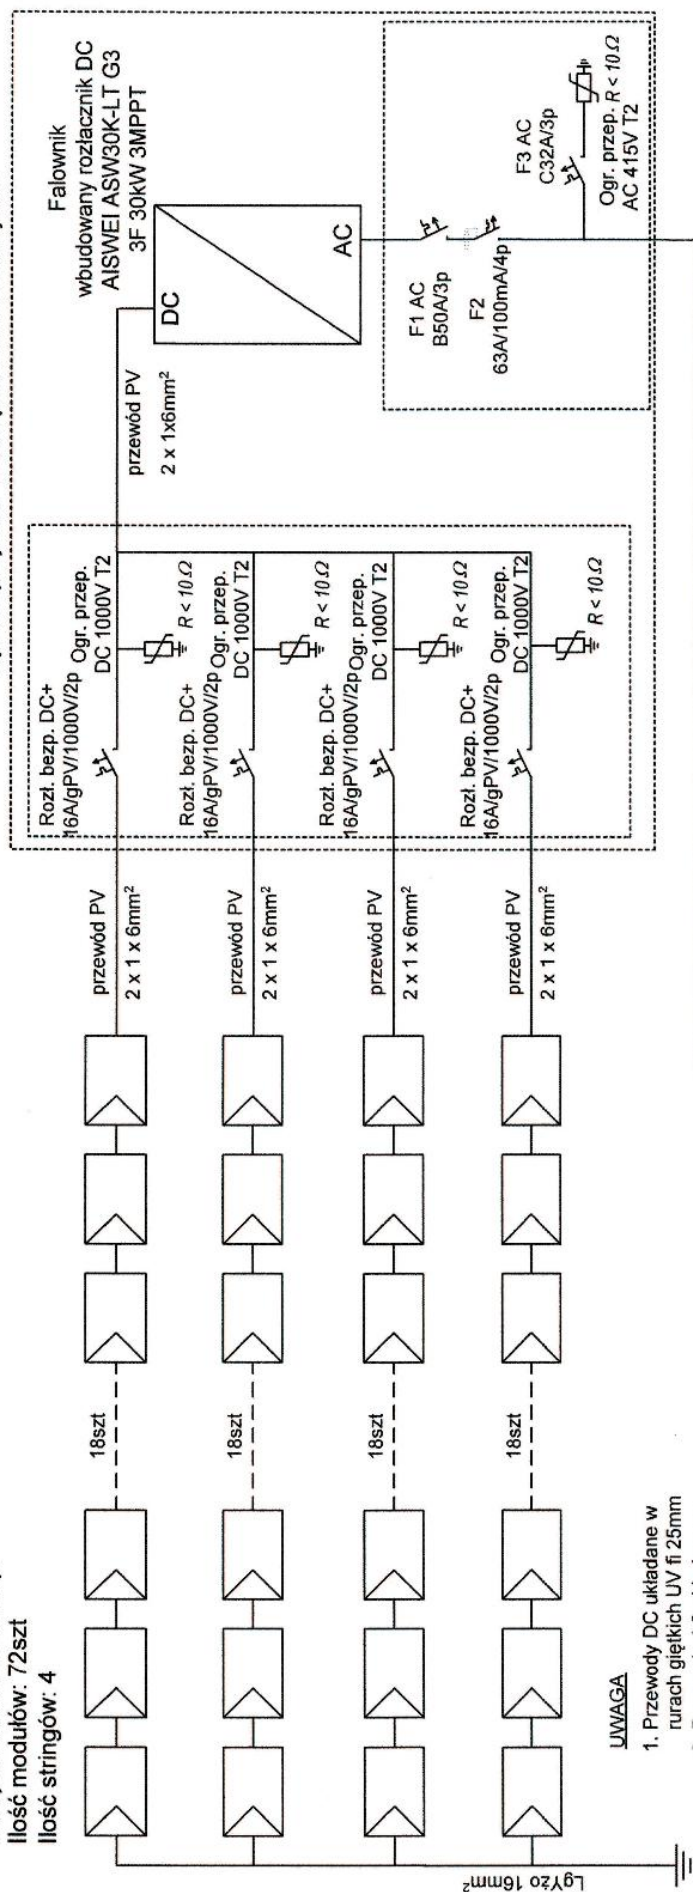 Ilość modułów: 72szt
Ilość stringów: 4
18szt
18szt
18szt
18szt
LgYżo 16mm²
UWAGA
1. Przewody DC układane w
rurach giętkich UV fi 25mm
przewód PV
2 x 1 x 6mm²
przewód PV
2 x 1 x 6mm²
przewód PV
2 x 1 x 6mm²
przewód PV
2 x 1 x 6mm²
Rozł. bezp. DC+
16A/gPV/1000V/2p
Ogr. przep.
DC 1000V T2
R < 10Ω
Rozł. bezp. DC+
16A/gPV/1000V/2p
Ogr. przep.
DC 1000V T2
R < 10Ω
Rozł. bezp. DC+
16A/gPV/1000V/2p
Ogr. przep.
DC 1000V T2
R < 10Ω
Rozł. bezp. DC+
16A/gPV/1000V/2p
Ogr. przep.
DC 1000V T2
R < 10Ω
przewód PV
2 x 1x6mm²
Falownik
wbudowany rozłacznik DC
AISWEI ASW30K-LT G3
3F 30kW 3MPPT
DC
AC
F1 AC
B50A/3p
F2
63A/100mA/4p
F3 AC
C32A/3p
Ogr. przep.
AC 415V T2
R < 10Ω